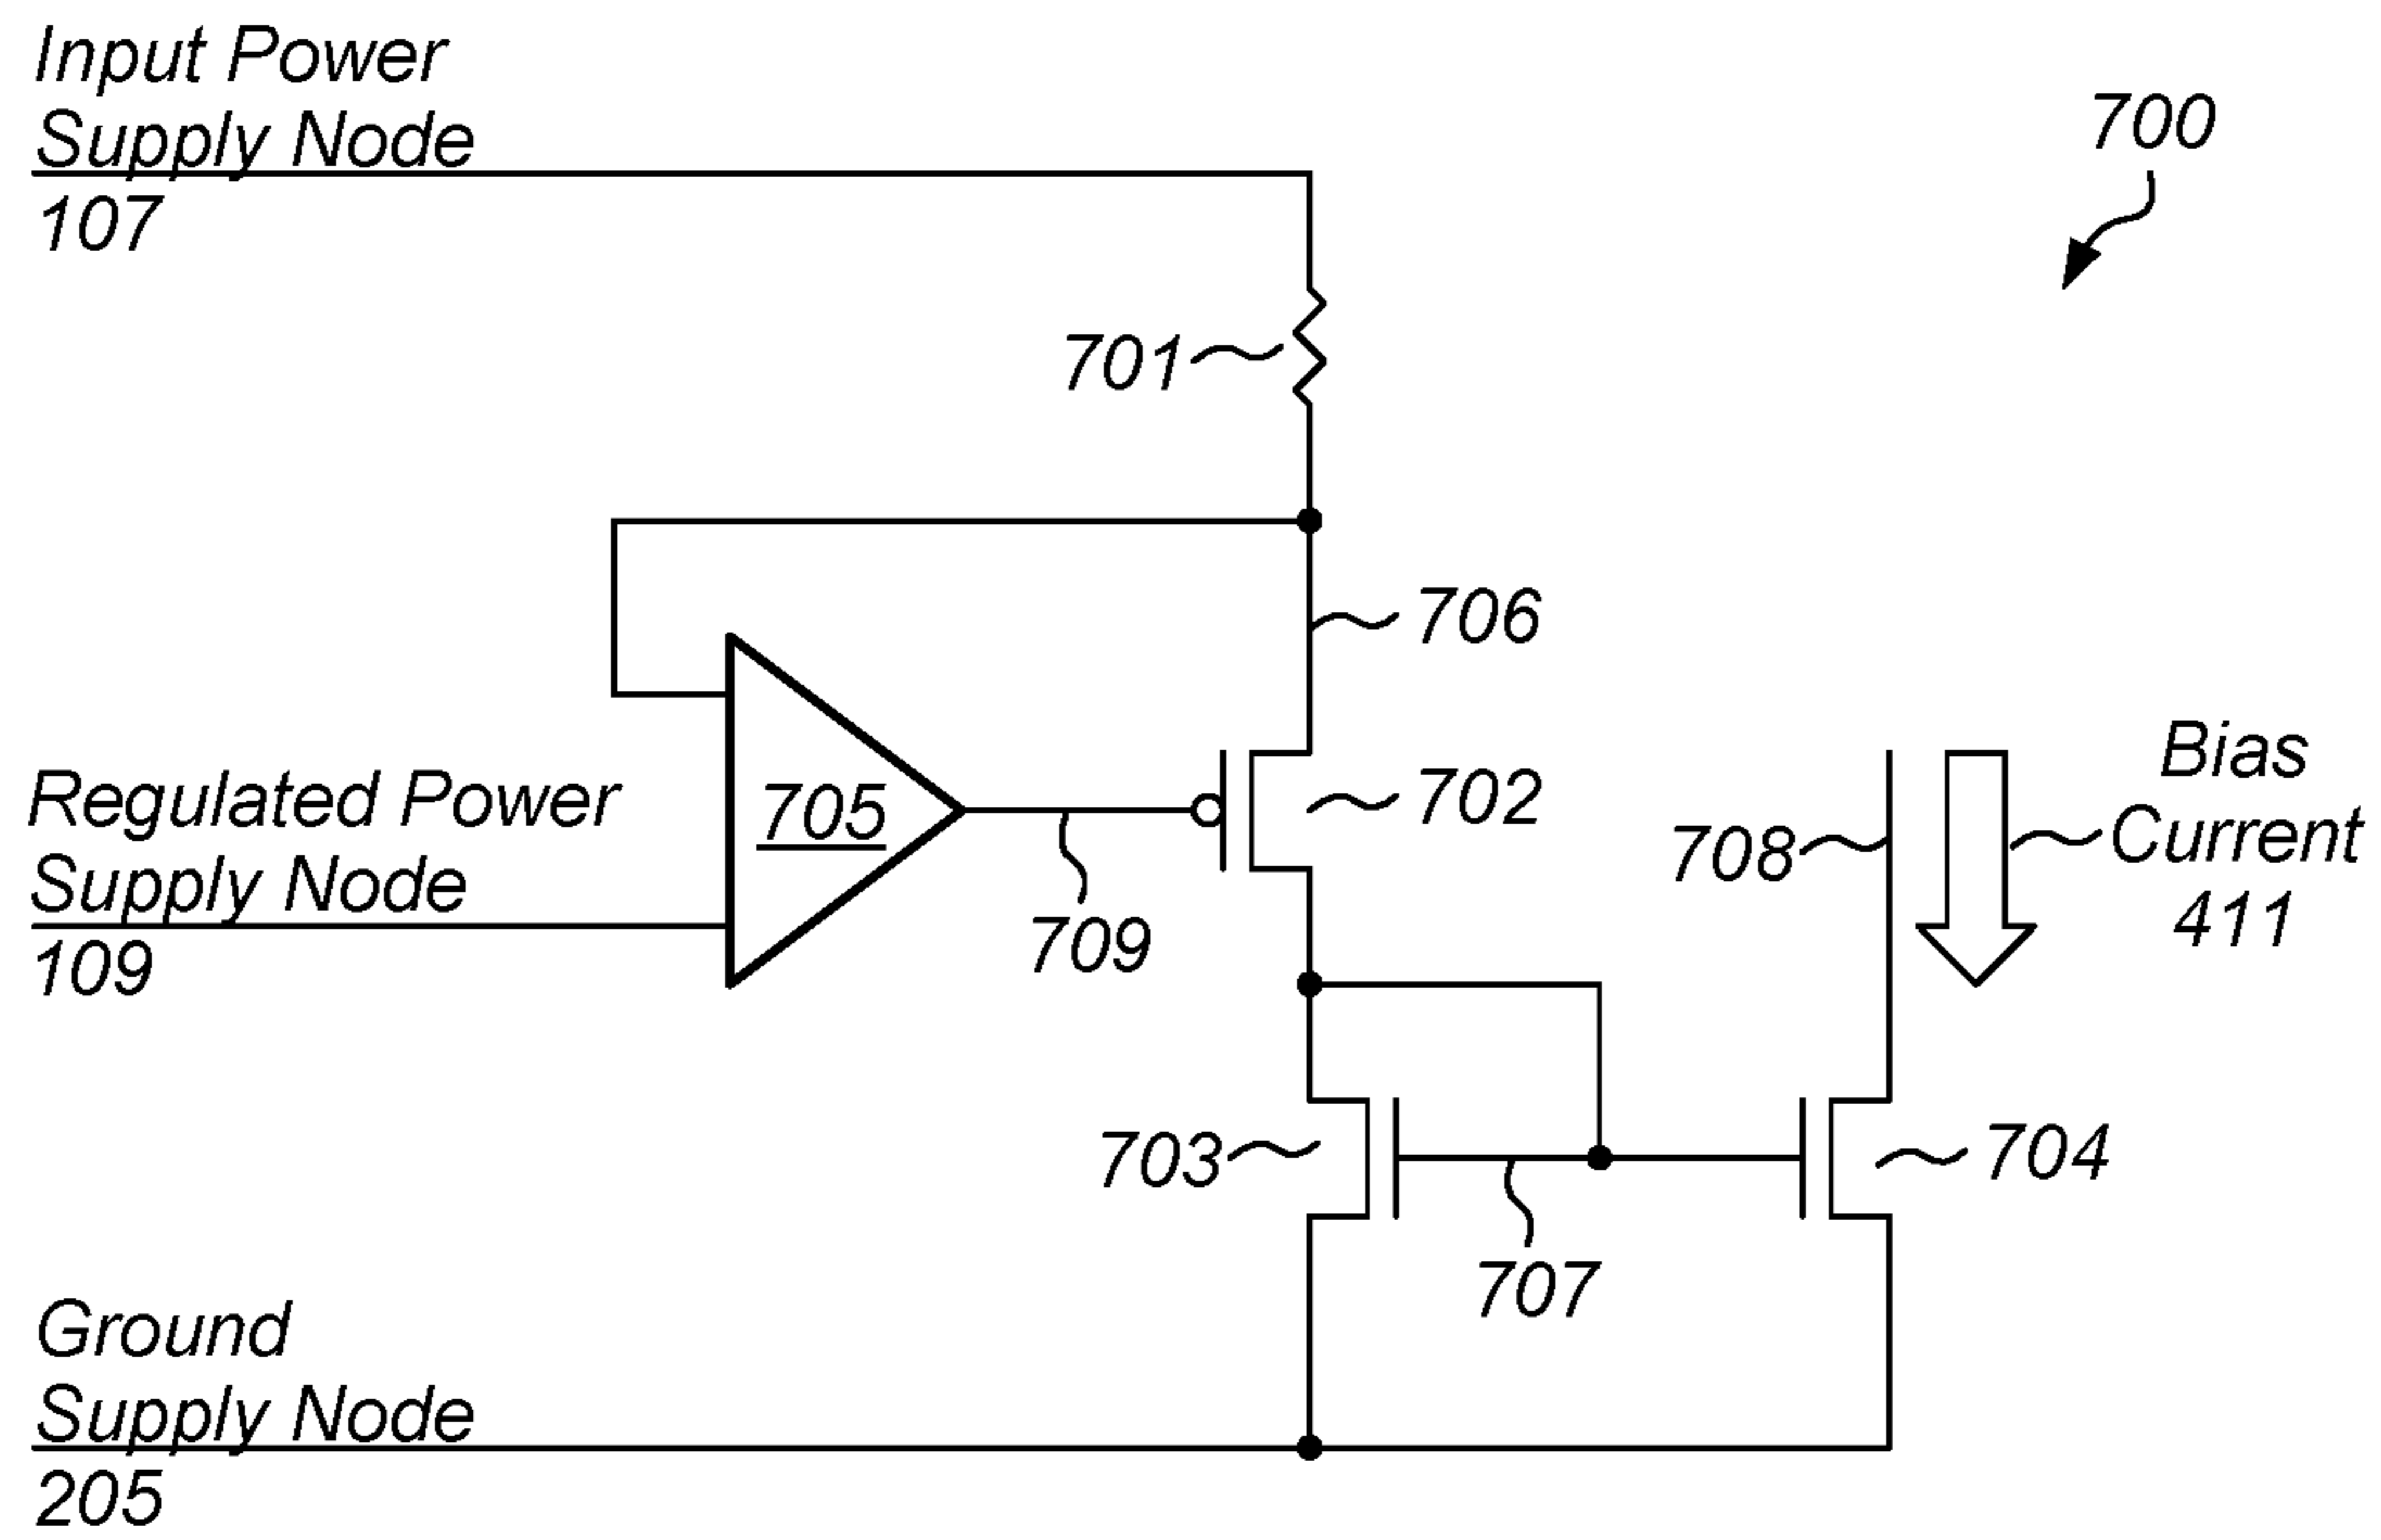 Input Power
Supply Node
107
700
701
706
Regulated Power
Supply Node
109
705
702
709
708
Bias
Current
411
703
704
707
Ground
Supply Node
205